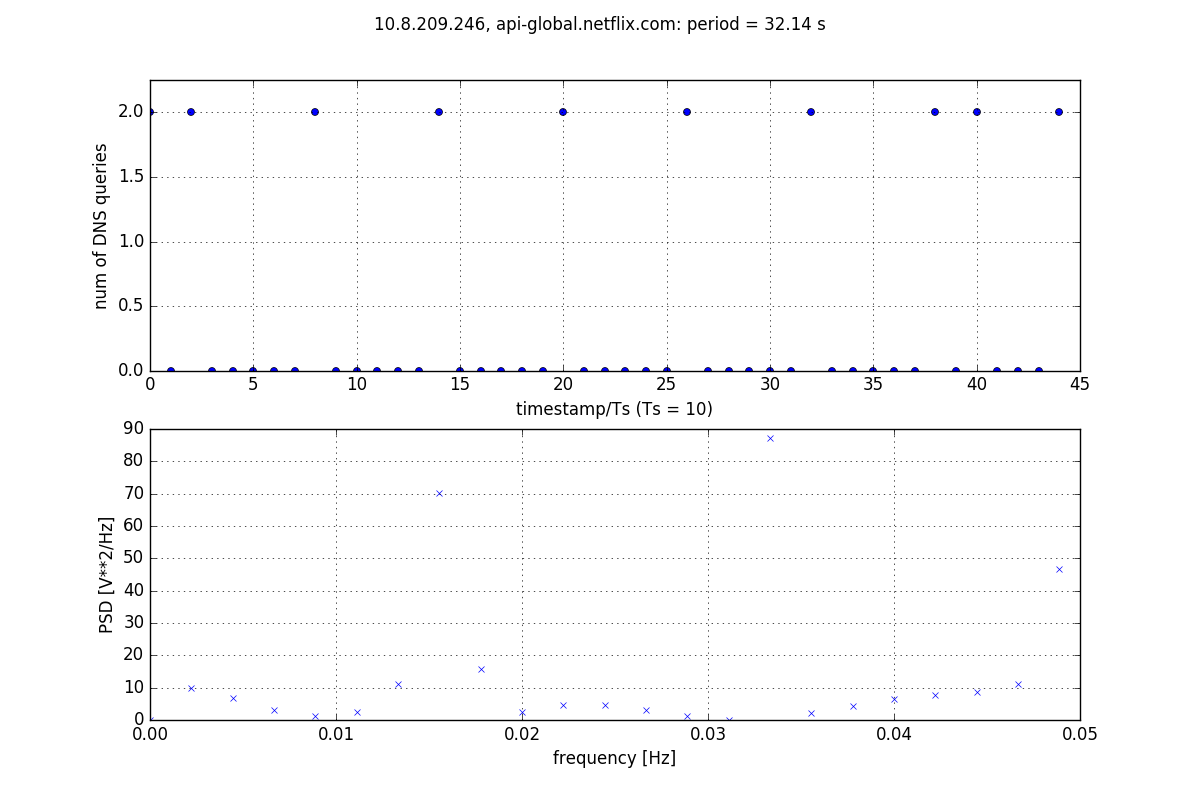 10.8.209.246, api-global.netflix.com: period = 32.14 s
num of DNS queries
2.0
1.5
1.0
0.5
0.0
0 5 10 15 20 25 30 35 40 45
timestamp/Ts (Ts = 10)
PSD [V**2/Hz]
90
80
70
60
50
40
30
20
10
0
0.00 0.01 0.02 0.03 0.04 0.05
frequency [Hz]